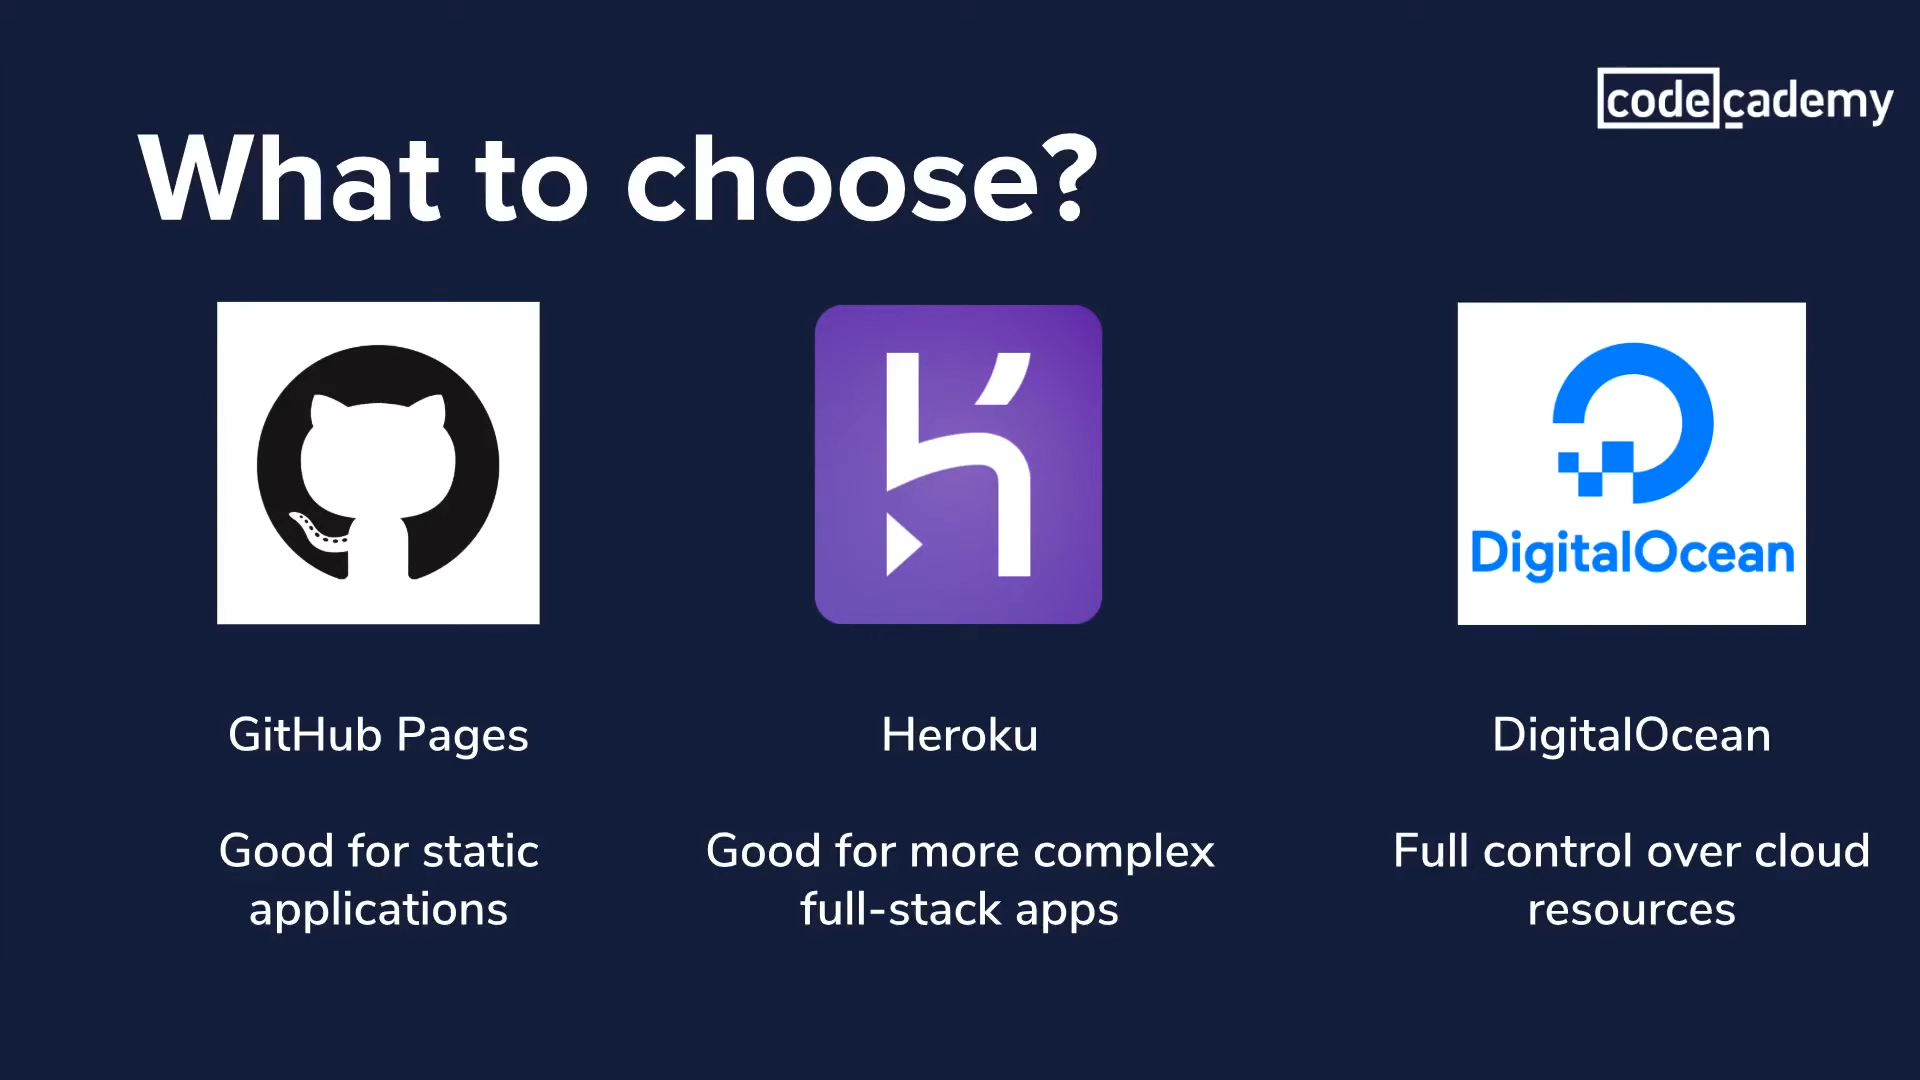 codecademy
What to choose?
DigitalOcean
GitHub Pages
Heroku
DigitalOcean
Good for static
applications
Good for more complex
full-stack apps
Full control over cloud
resources